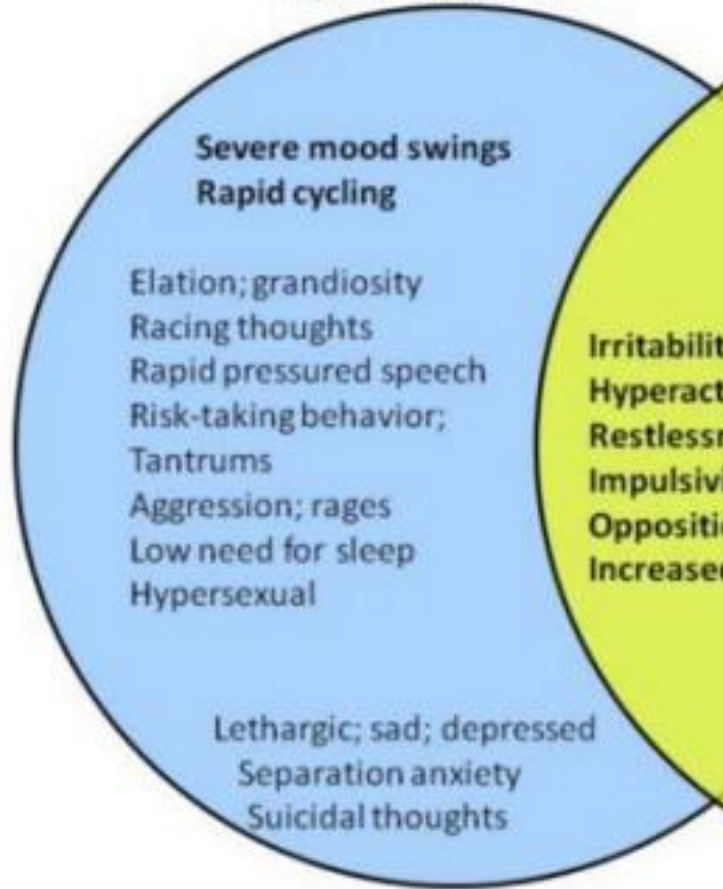 Severe mood swings
Rapid cycling
Elation; grandiosity
Racing thoughts
Rapid pressured speech
Risk-taking behavior;
Tantrums
Aggression; rages
Low need for sleep
Hypersexual
Lethargic; sad; depressed
Separation anxiety
Suicidal thoughts